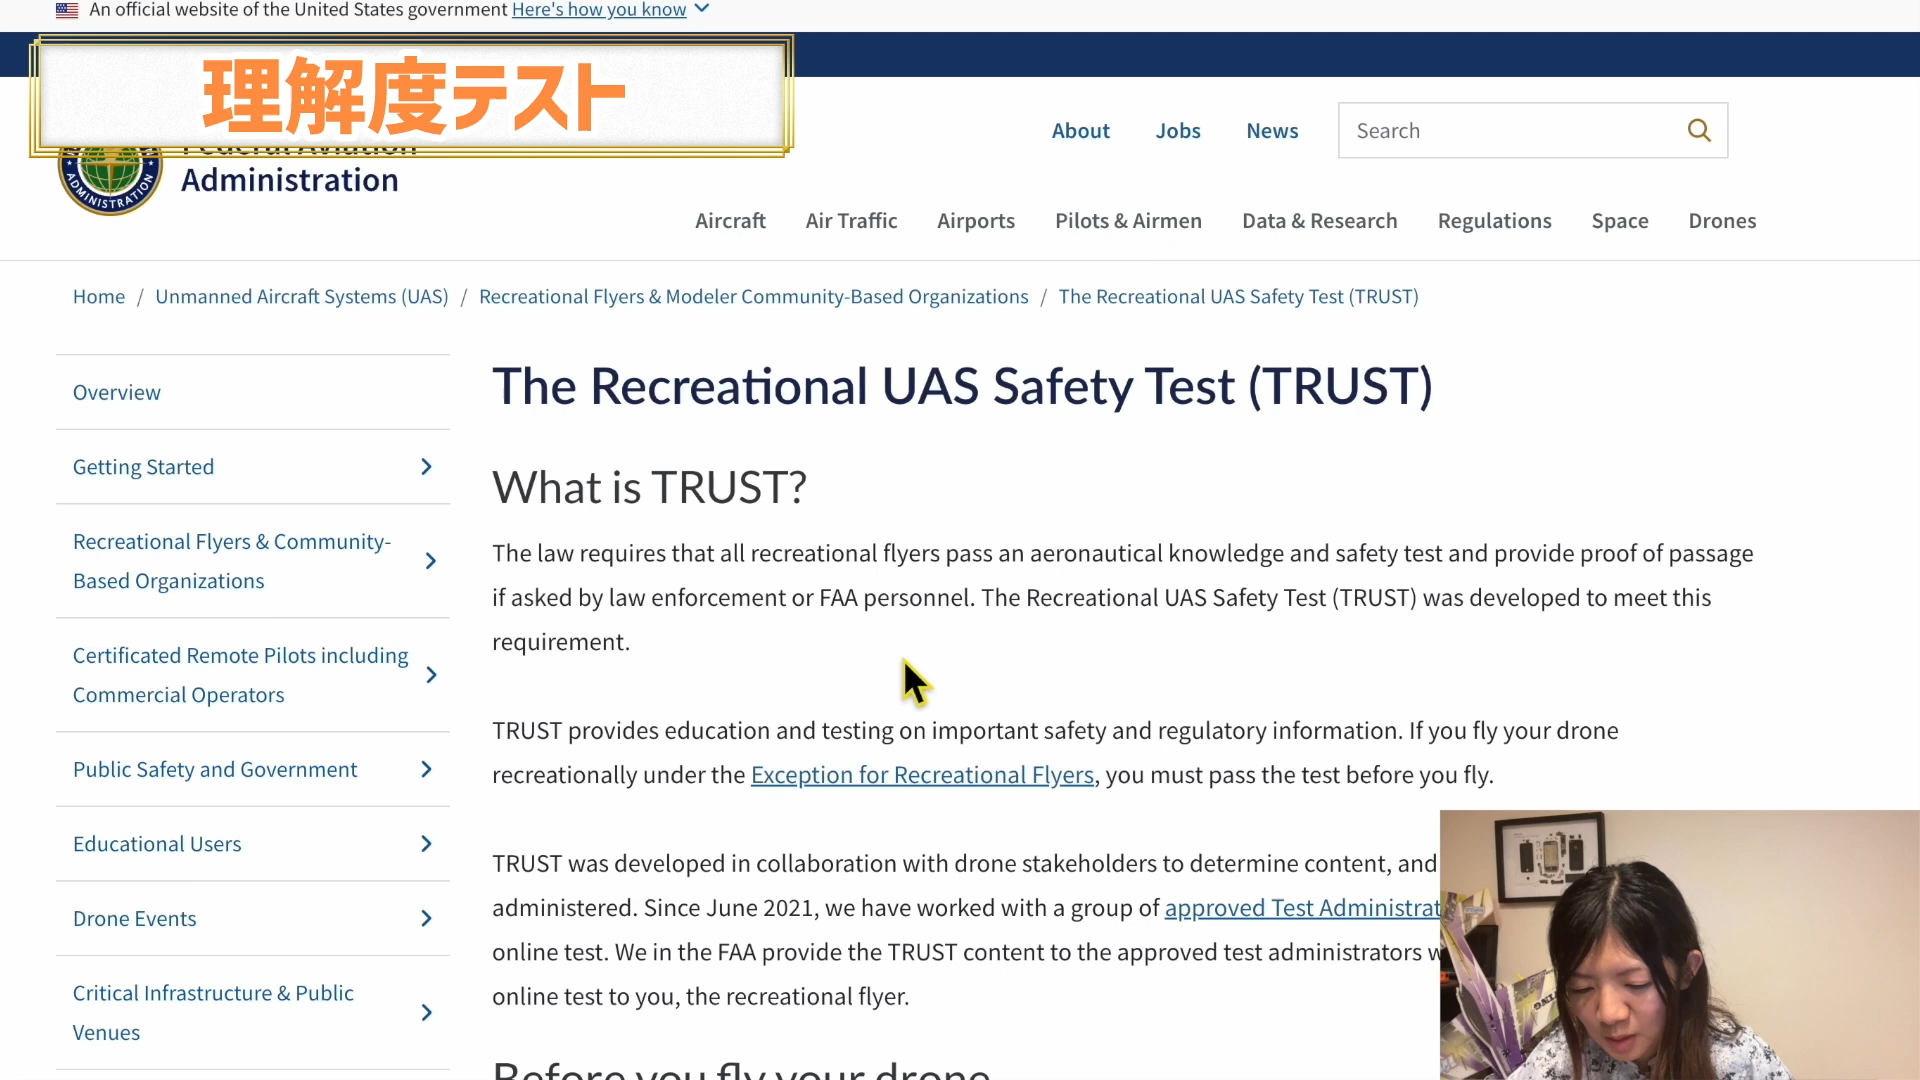 An official website of the United States government Here's how you know
理解度テスト
Federal Aviation
Administration
ADMINISTRATION
About
Jobs
News
Search
Aircraft
Air Traffic
Airports
Pilots & Airmen
Data & Research
Regulations
Space
Drones
Home / Unmanned Aircraft Systems (UAS) / Recreational Flyers & Modeler Community-Based Organizations / The Recreational UAS Safety Test (TRUST)
Overview
Getting Started
Recreational Flyers & Community-
Based Organizations
Certificated Remote Pilots including
Commercial Operators
Public Safety and Government
Educational Users
Drone Events
Critical Infrastructure & Public
Venues
The Recreational UAS Safety Test (TRUST)
What is TRUST?
The law requires that all recreational flyers pass an aeronautical knowledge and safety test and provide proof of passage
if asked by law enforcement or FAA personnel. The Recreational UAS Safety Test (TRUST) was developed to meet this
requirement.
TRUST provides education and testing on important safety and regulatory information. If you fly your drone
recreationally under the Exception for Recreational Flyers, you must pass the test before you fly.
TRUST was developed in collaboration with drone stakeholders to determine content, and
administered. Since June 2021, we have worked with a group of approved Test Administrat
online test. We in the FAA provide the TRUST content to the approved test administrators w
online test to you, the recreational flyer.
Before you fly your drone